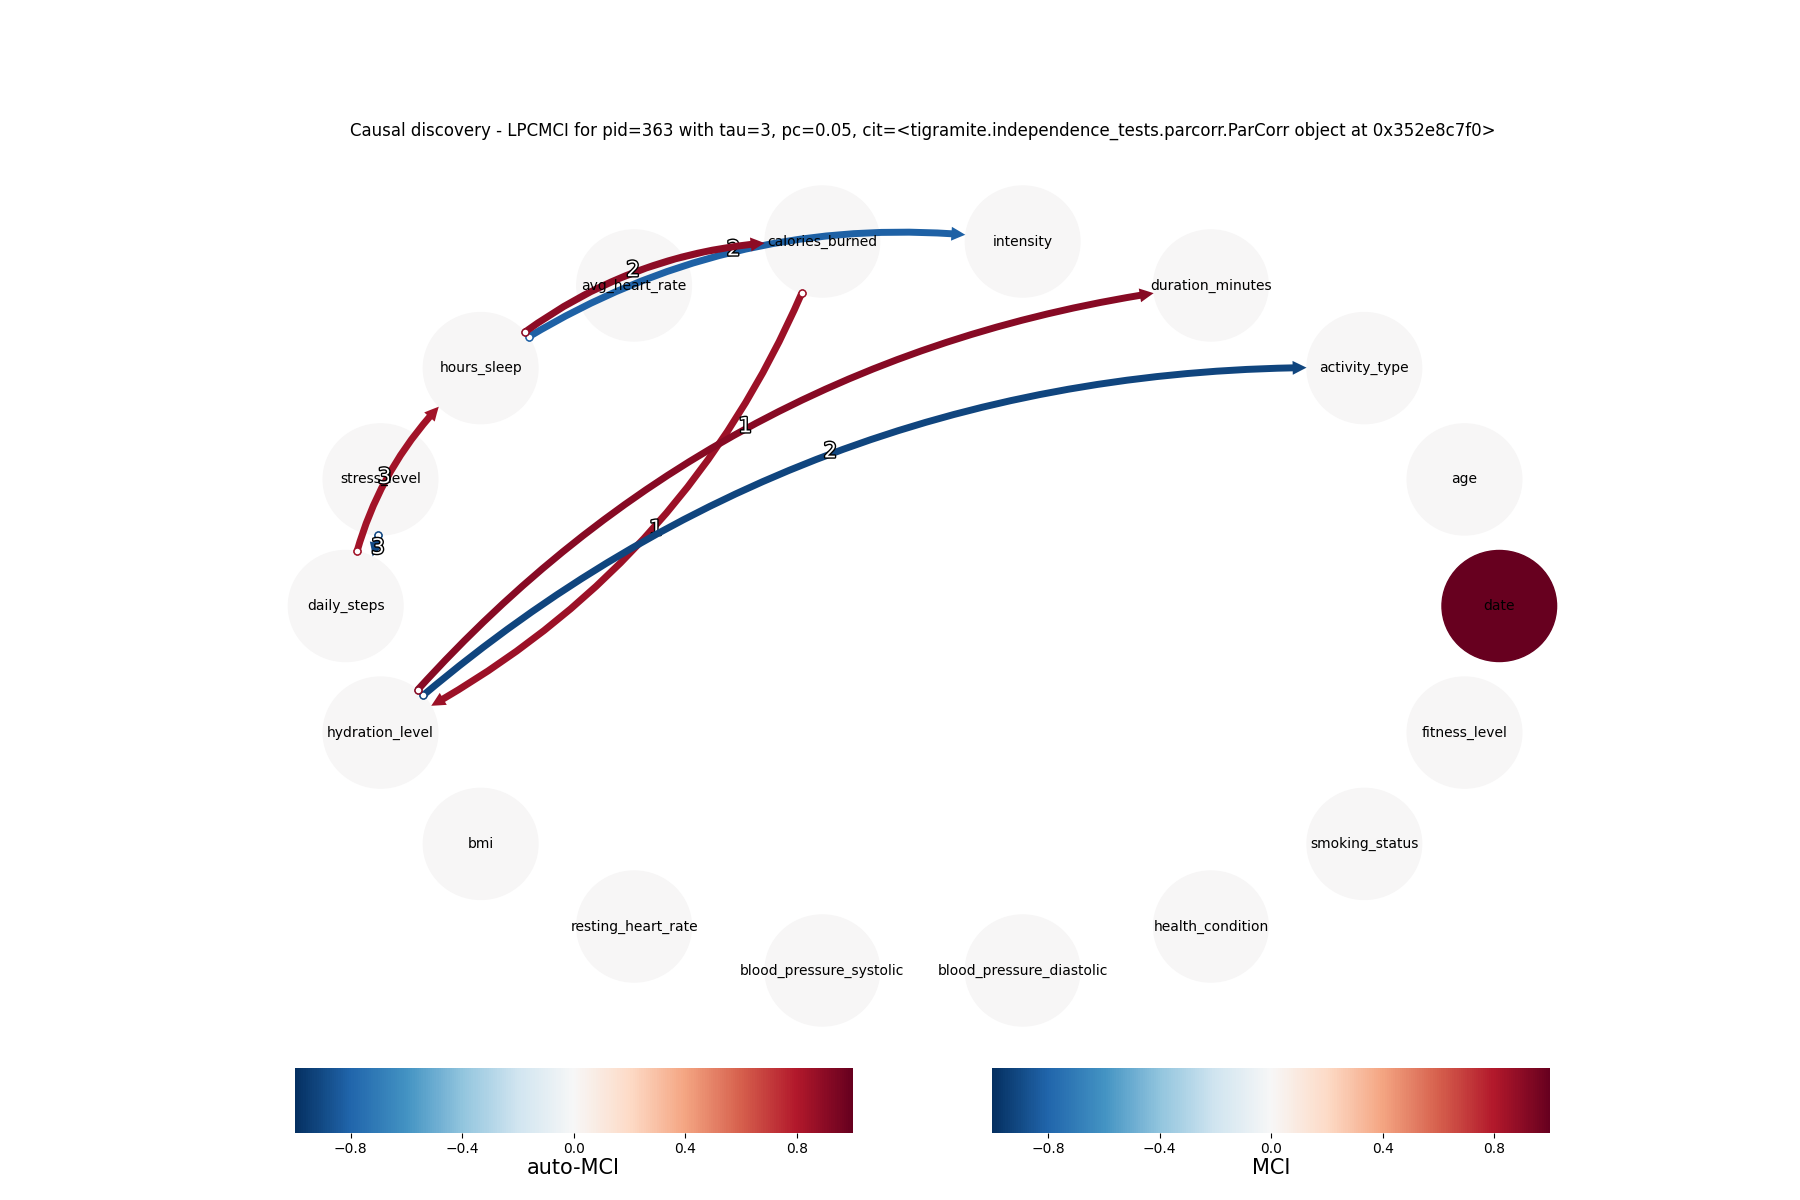 Causal discovery - LPCMCI for pid=363 with tau=3, pc=0.05, cit=<tigramite.independence_tests.parcorr.ParCorr object at 0x352e8c7f0>
calories_burned
intensity
2
2
avg_heart_rate
duration_minutes
hours_sleep
activity_type
1
2
3
stress_level
age
1
3
daily_steps
date
hydration_level
fitness_level
bmi
smoking_status
resting_heart_rate
health_condition
blood_pressure_systolic
blood_pressure_diastolic
−0.8 −0.4 0.0 0.4 0.8
auto-MCI
−0.8 −0.4 0.0 0.4 0.8
MCI